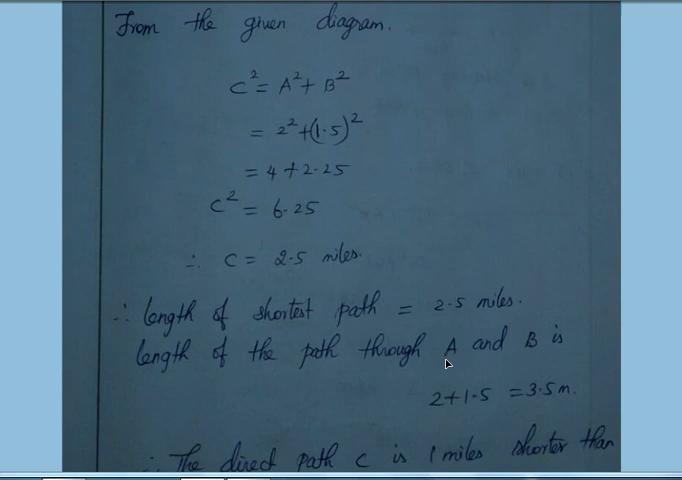 From the given diagram.
C² = A² + B²
= 2² + (1.5)²
= 4 + 2.25
C² = 6.25
∴ C = 2.5 miles.
∴ length of shortest path = 2.5 miles.
length of the path through A and B is
2+1.5 = 3.5 m.
∴ The direct path C is 1 miles shorter than